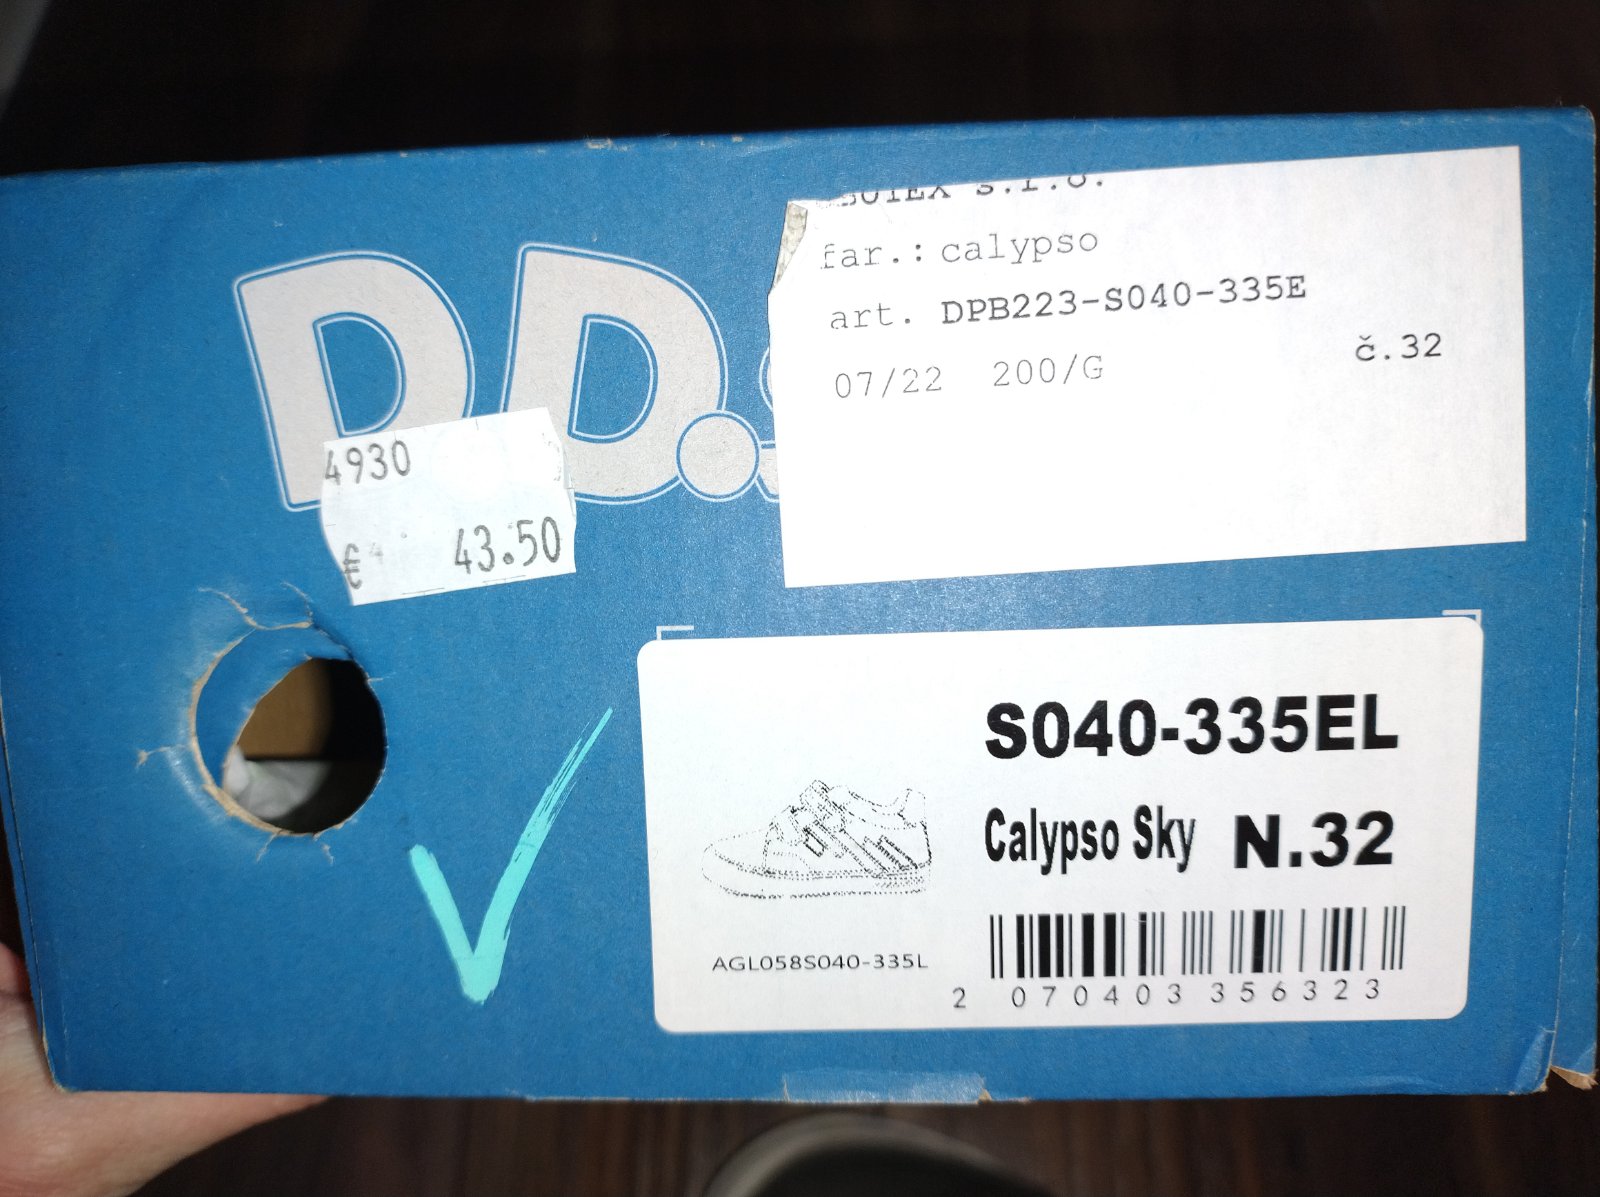 D.D.
S.r.o.
far.: calypso
art. DPB223-S040-335E
č.32
07/22 200/G
4930
€ 43.50
S040-335EL
Calypso Sky N.32
AGL058S040-335L
2 070403 356323